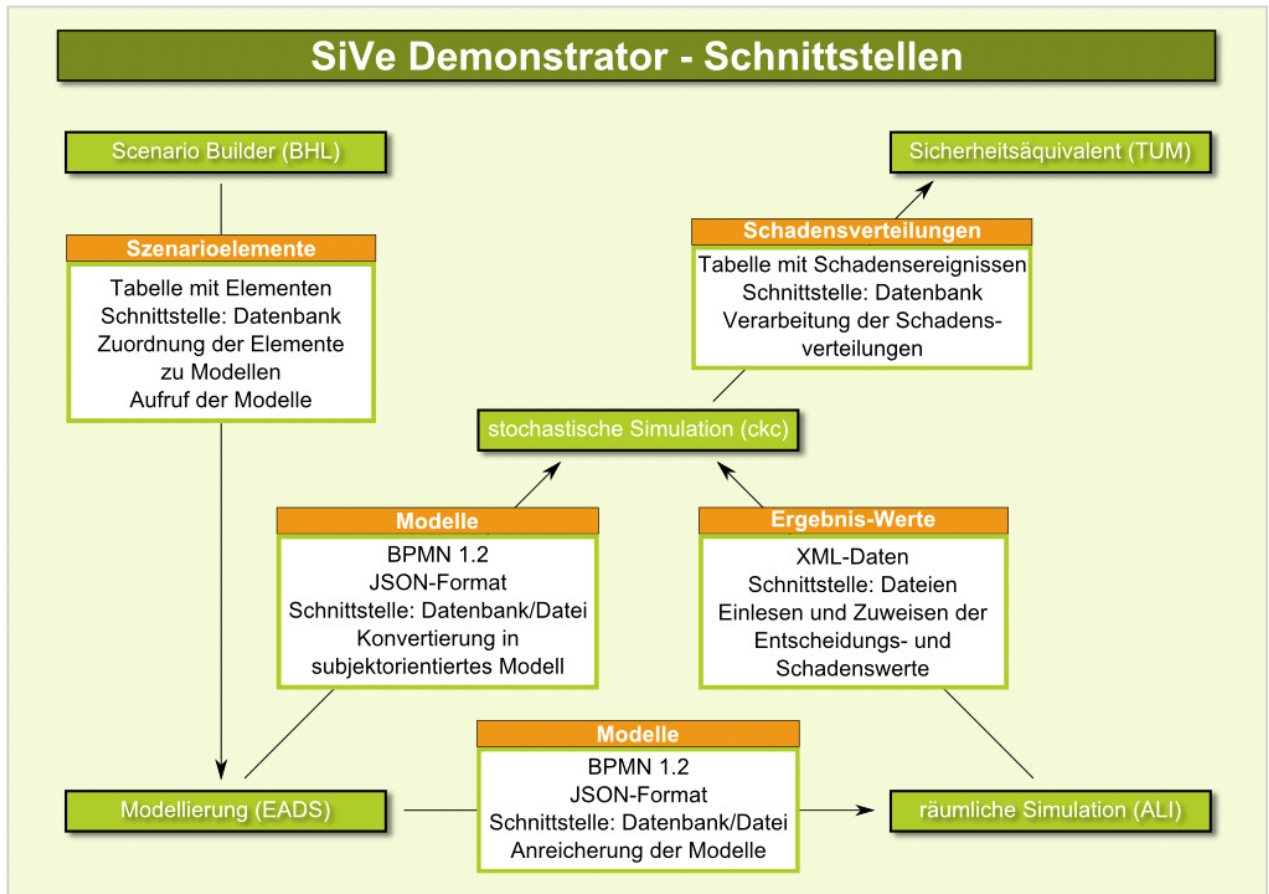 SiVe Demonstrator - Schnittstellen
Scenario Builder (BHL)
Sicherheitsäquivalent (TUM)
Szenarioelemente
Tabelle mit Elementen
Schnittstelle: Datenbank
Zuordnung der Elemente
zu Modellen
Aufruf der Modelle
Schadensverteilungen
Tabelle mit Schadensereignissen
Schnittstelle: Datenbank
Verarbeitung der Schadens-
verteilungen
stochastische Simulation (ckc)
Modelle
BPMN 1.2
JSON-Format
Schnittstelle: Datenbank/Datei
Konvertierung in
subjektorientiertes Modell
Ergebnis-Werte
XML-Daten
Schnittstelle: Dateien
Einlesen und Zuweisen der
Entscheidungs- und
Schadenswerte
Modellierung (EADS)
Modelle
BPMN 1.2
JSON-Format
Schnittstelle: Datenbank/Datei
Anreicherung der Modelle
räumliche Simulation (ALI)